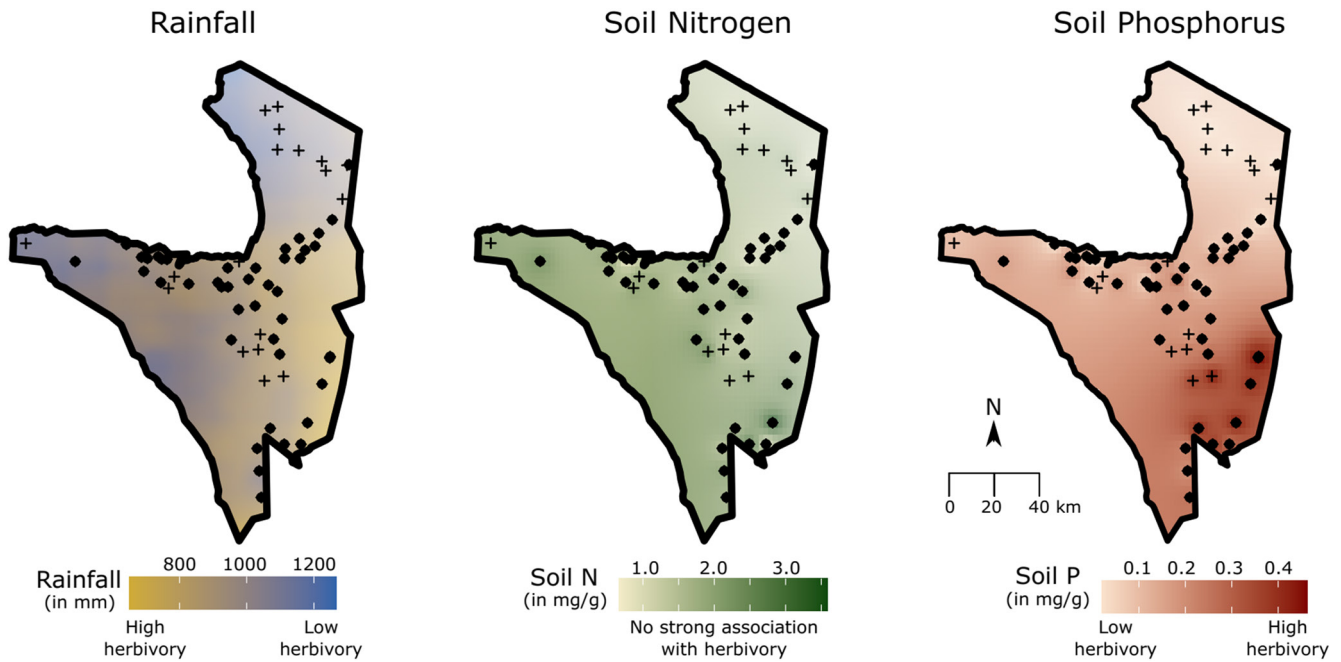 Rainfall
Soil Nitrogen
Soil Phosphorus
N
0 20 40 km
Rainfall
(in mm)
800 1000 1200
High
herbivory
Low
herbivory
Soil N
(in mg/g)
1.0 2.0 3.0
No strong association
with herbivory
Soil P
(in mg/g)
0.1 0.2 0.3 0.4
Low
herbivory
High
herbivory